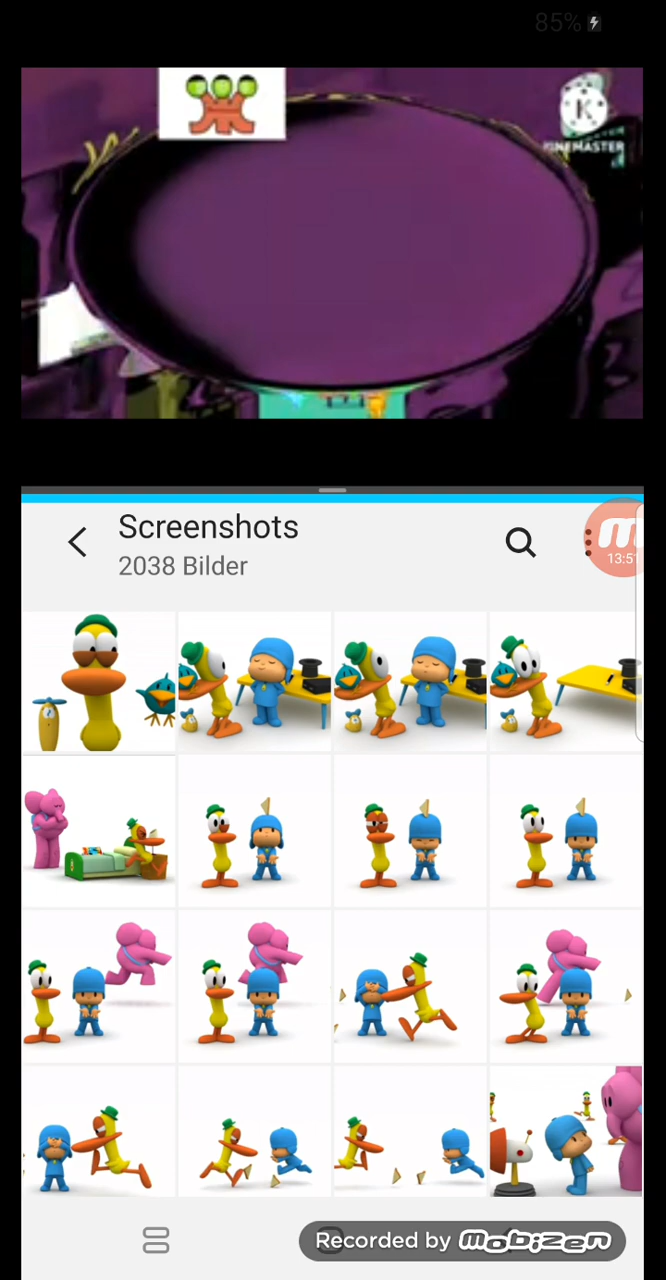 85%
K
KINEMASTER
Screenshots
2038 Bilder
13:51
Recorded by mobizen